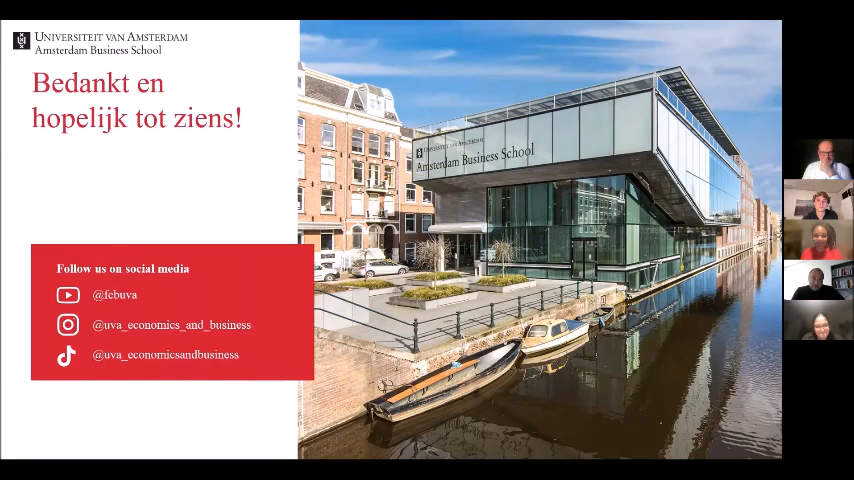 UNIVERSITEIT VAN AMSTERDAM
Amsterdam Business School
Bedankt en
hopelijk tot ziens!
UNIVERSITEIT VAN AMSTERDAM
Amsterdam Business School
Follow us on social media
@febuva
@uva_economics_and_business
@uva_economicsandbusiness